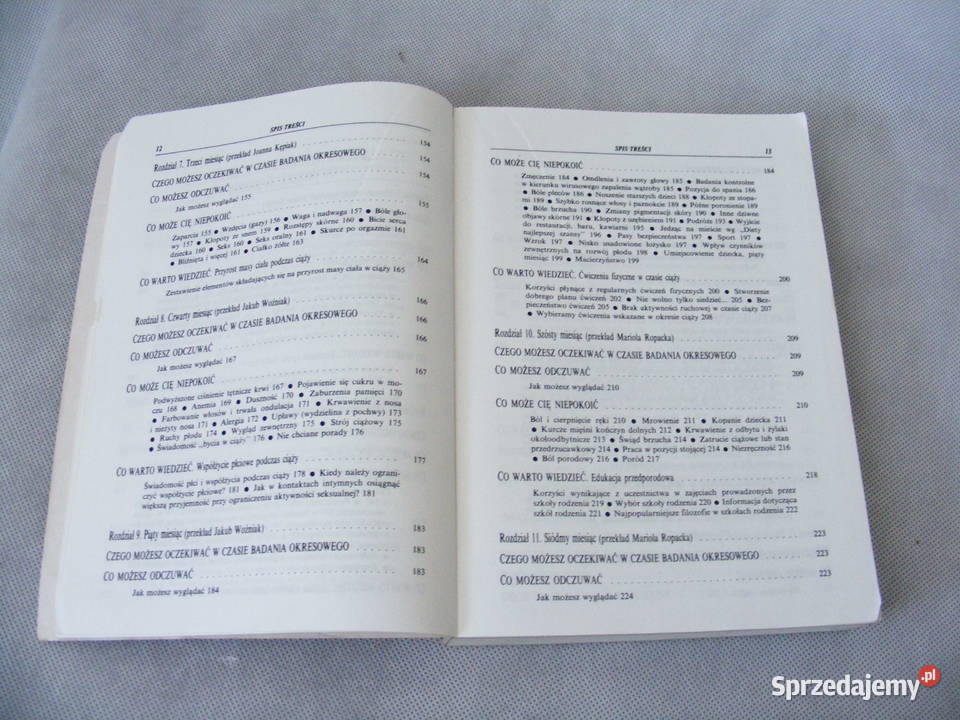 12
SPIS TREŚCI
Rozdział 7. Trzeci miesiąc (przekład Joanna Kępiak) 154
CZEGO MOŻESZ OCZEKIWAĆ W CZASIE BADANIA OKRESOWEGO 154
CO MOŻESZ ODCZUWAĆ 154
Jak możesz wyglądać 155
CO MOŻE CIĘ NIEPOKOIĆ 155
Zaparcia 155 ● Wzdęcia (gazy) 156 ● Waga i nadwaga 157 ● Bóle gło-
wy 157 ● Kłopoty ze snem 159 ● Rozstępy skórne 160 ● Bicie serca
dziecka 160 ● Seks 160 ● Seks oralny 161 ● Skurcz po orgazmie 161
● Bliźnięta i więcej 161 ● Ciałko żółte 163
CO WARTO WIEDZIEĆ. Przyrost masy ciała podczas ciąży 164
Zestawienie elementów składających się na przyrost masy ciała w ciąży 165
Rozdział 8. Czwarty miesiąc (przekład Jakub Woźniak) 166
CZEGO MOŻESZ OCZEKIWAĆ W CZASIE BADANIA OKRESOWEGO 166
CO MOŻESZ ODCZUWAĆ 166
Jak możesz wyglądać 167
CO MOŻE CIĘ NIEPOKOIĆ 167
Podwyższone ciśnienie tętnicze krwi 167 ● Pojawienie się cukru w mo-
czu 168 ● Anemia 169 ● Duszność 170 ● Zaburzenia pamięci 170
● Farbowanie włosów i trwała ondulacja 171 ● Krwawienie z nosa
i nieżyty nosa 171 ● Alergia 172 ● Upławy (wydzielina z pochwy) 173
● Ruchy płodu 174 ● Wygląd zewnętrzny 175 ● Strój ciążowy 175
● Świadomość „bycia w ciąży" 176 ● Nie chciane porady 176
CO WARTO WIEDZIEĆ. Współżycie płciowe podczas ciąży 177
Świadomość płci i współżycia podczas ciąży 178 ● Kiedy należy ograni-
czyć współżycie płciowe? 181 ● Jak w kontaktach intymnych osiągnąć
większą przyjemność przy ograniczeniu aktywności seksualnej? 181
Rozdział 9. Piąty miesiąc (przekład Jakub Woźniak) 183
CZEGO MOŻESZ OCZEKIWAĆ W CZASIE BADANIA OKRESOWEGO 183
CO MOŻESZ ODCZUWAĆ 183
Jak możesz wyglądać 184
SPIS TREŚCI
13
CO MOŻE CIĘ NIEPOKOIĆ 184
Zmęczenie 184 ● Omdlenia i zawroty głowy 185 ● Badania kontrolne
w kierunku wirusowego zapalenia wątroby 185 ● Pozycja do spania 186
● Bóle pleców 186 ● Noszenie starszych dzieci 188 ● Kłopoty ze stopa-
mi 189 ● Szybko rosnące włosy i paznokcie 189 ● Późne poronienie 189
● Bóle brzucha 190 ● Zmiany pigmentacji skóry 190 ● Inne dziwne
objawy skórne 191 ● Kłopoty z uzębieniem 191 ● Podróże 193 ● Wyjście
do restauracji, baru, kawiarni 195 ● Jedząc na mieście wg „Diety
najlepszej szansy" 196 ● Pasy bezpieczeństwa 197 ● Sport 197 ●
Wzrok 197 ● Nisko usadowione łożysko 197 ● Wpływ czynników
zewnętrznych na rozwój płodu 198 ● Umiejscowienie dziecka, piąty
miesiąc 199 ● Macierzyństwo 199
CO WARTO WIEDZIEĆ. Ćwiczenia fizyczne w czasie ciąży 200
Korzyści płynące z regularnych ćwiczeń fizycznych 200 ● Stworzenie
dobrego planu ćwiczeń 202 ● Nie wolno tylko siedzieć... 205 ● Bez-
pieczeństwo ćwiczeń 205 ● Brak aktywności ruchowej w czasie ciąży 207
● Wybieramy ćwiczenia wskazane w okresie ciąży 208
Rozdział 10. Szósty miesiąc (przekład Mariola Ropacka) 209
CZEGO MOŻESZ OCZEKIWAĆ W CZASIE BADANIA OKRESOWEGO 209
CO MOŻESZ ODCZUWAĆ 209
Jak możesz wyglądać 210
CO MOŻE CIĘ NIEPOKOIĆ 210
Ból i cierpnięcie ręki 210 ● Mrowienie 210 ● Kopanie dziecka 211
● Kurcze mięśni kończyn dolnych 212 ● Krwawienie z odbytu i żylaki
okołoodbytnicze 213 ● Świąd brzucha 214 ● Zatrucie ciążowe lub stan
przedrzucawkowy 214 ● Praca w pozycji stojącej 214 ● Niezręczność 216
● Ból porodowy 216 ● Poród 217
CO WARTO WIEDZIEĆ. Edukacja przedporodowa 218
Korzyści wynikające z uczestnictwa w zajęciach prowadzonych przez
szkoły rodzenia 219 ● Wybór szkoły rodzenia 220 ● Informacja dotycząca
szkół rodzenia 221 ● Najpopularniejsze filozofie w szkołach rodzenia 222
Rozdział 11. Siódmy miesiąc (przekład Mariola Ropacka) 223
CZEGO MOŻESZ OCZEKIWAĆ W CZASIE BADANIA OKRESOWEGO 223
CO MOŻESZ ODCZUWAĆ 223
Jak możesz wyglądać 224
Sprzedajemy.pl